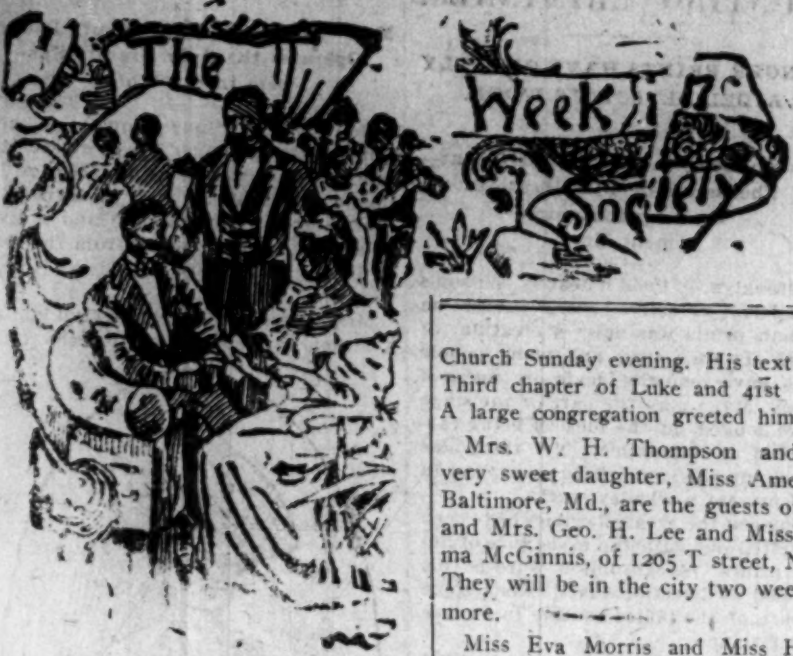 The
Week in
Society
Church Sunday evening. His text
Third chapter of Luke and 41st
A large congregation greeted him
Mrs. W. H. Thompson and
very sweet daughter, Miss Ame
Baltimore, Md., are the guests o
and Mrs. Geo. H. Lee and Miss
ma McGinnis, of 1205 T street, N
They will be in the city two wee
more.
Miss Eva Morris and Miss H